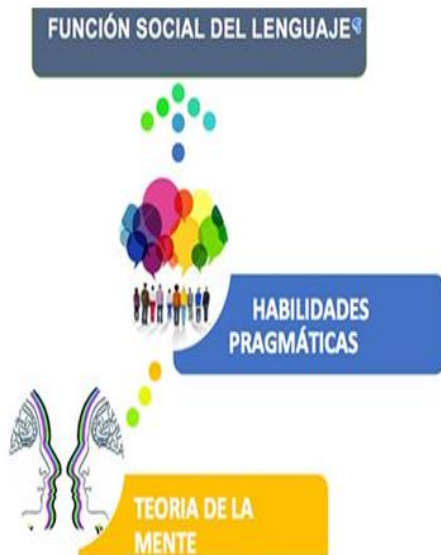 FUNCIÓN SOCIAL DEL LENGUAJE
HABILIDADES
PRAGMÁTICAS
TEORIA DE LA
MENTE